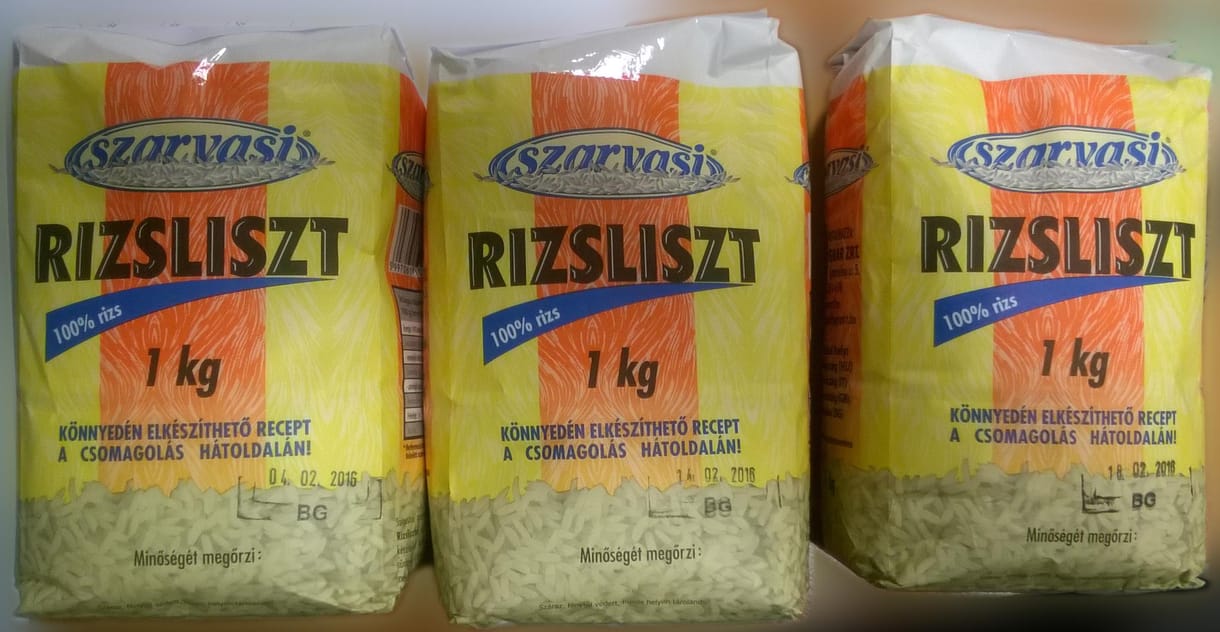 szarvasi®
RIZSLISZT
100% rizs
1 kg
KÖNNYEDÉN ELKÉSZÍTHETŐ RECEPT
A CSOMAGOLÁS HÁTOLDALÁN!
04. 02. 2016
BG
Minőségét megőrzi:
szarvasi
RIZSLISZT
100% rizs
1 kg
KÖNNYEDÉN ELKÉSZÍTHETŐ RECEPT
A CSOMAGOLÁS HÁTOLDALÁN!
14. 02. 2016
BG
Minőségét megőrzi:
szarvasi®
RIZSLISZT
100% rizs
1 kg
KÖNNYEDÉN ELKÉSZÍTHETŐ RECEPT
A CSOMAGOLÁS HÁTOLDALÁN!
18. 02. 2016
BG
Minőségét megőrzi: